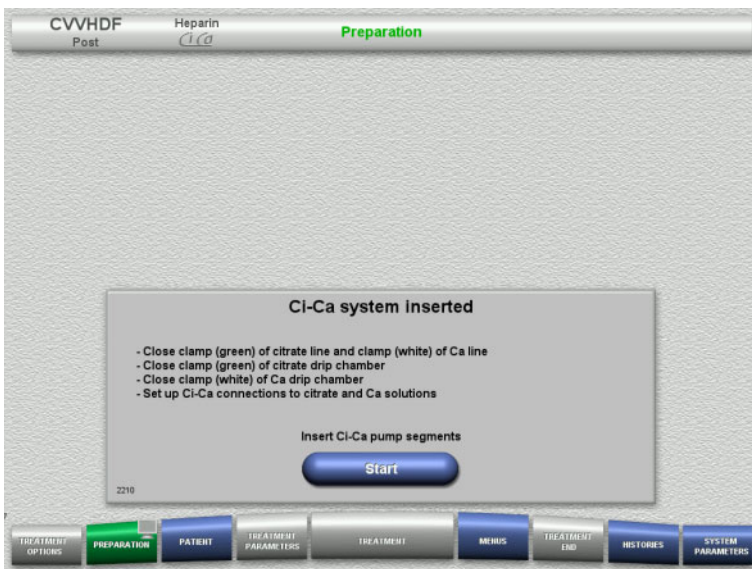 CVVHDF
Post
Heparin
Ci Ca
Preparation
Ci-Ca system inserted
- Close clamp (green) of citrate line and clamp (white) of Ca line
- Close clamp (green) of citrate drip chamber
- Close clamp (white) of Ca drip chamber
- Set up Ci-Ca connections to citrate and Ca solutions
Insert Ci-Ca pump segments
Start
2210
TREATMENT
OPTIONS
PREPARATION
PATIENT
TREATMENT
PARAMETERS
TREATMENT
MENUS
TREATMENT
END
HISTORIES
SYSTEM
PARAMETERS